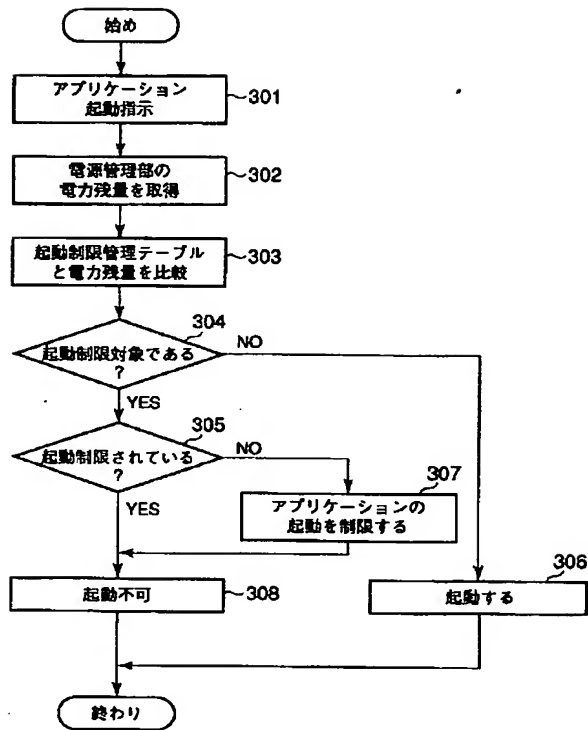 始め
アプリケーション
起動指示
301
電源管理部の
電力残量を取得
302
起動制限管理テーブル
と電力残量を比較
303
304
起動制限対象である
?
NO
YES
305
起動制限されている
?
NO
YES
307
アプリケーションの
起動を制限する
306
起動不可
308
起動する
終わり